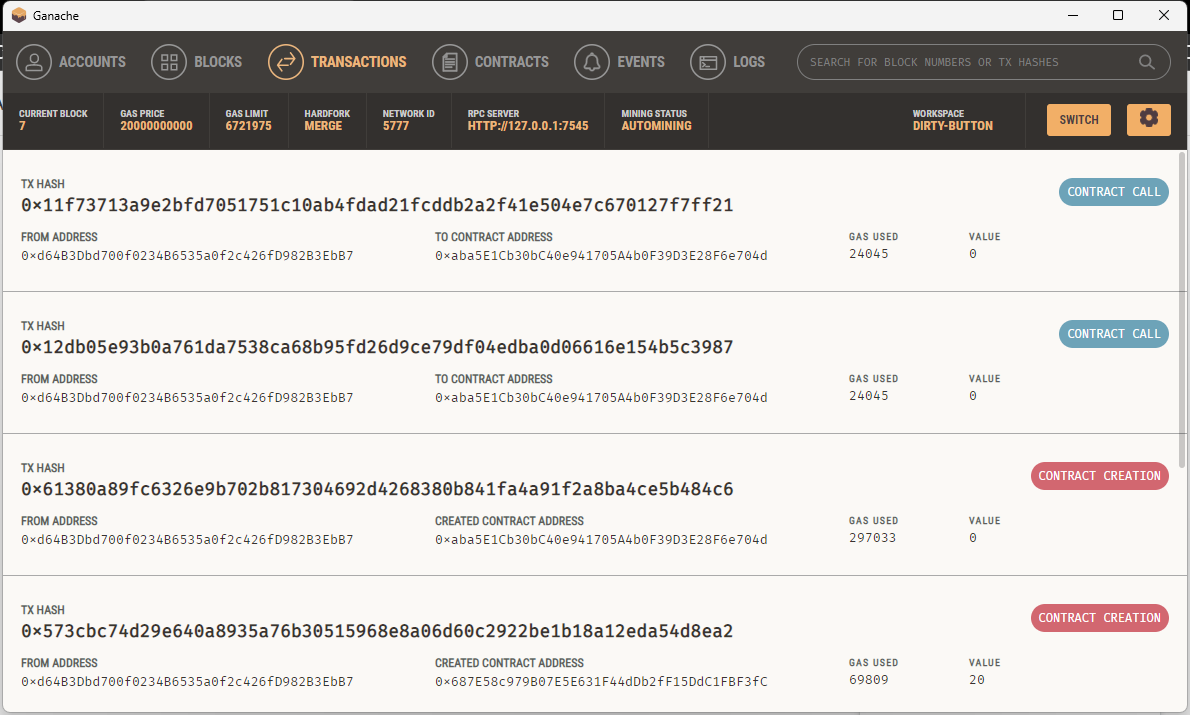 Ganache
ACCOUNTS BLOCKS TRANSACTIONS CONTRACTS EVENTS LOGS SEARCH FOR BLOCK NUMBERS OR TX HASHES
CURRENT BLOCK GAS PRICE GAS LIMIT HARDFORK NETWORK ID RPC SERVER MINING STATUS WORKSPACE
7 20000000000 6721975 MERGE 5777 HTTP://127.0.0.1:7545 AUTOMINING DIRTY-BUTTON SWITCH
TX HASH CONTRACT CALL
0×11f73713a9e2bfd7051751c10ab4fdad21fcddb2a2f41e504e7c670127f7ff21
FROM ADDRESS TO CONTRACT ADDRESS GAS USED VALUE
0×d64B3Dbd700f0234B6535a0f2c426fD982B3EbB7 0×aba5E1Cb30bC40e941705A4b0F39D3E28F6e704d 24045 0
TX HASH CONTRACT CALL
0×12db05e93b0a761da7538ca68b95fd26d9ce79df04edba0d06616e154b5c3987
FROM ADDRESS TO CONTRACT ADDRESS GAS USED VALUE
0×d64B3Dbd700f0234B6535a0f2c426fD982B3EbB7 0×aba5E1Cb30bC40e941705A4b0F39D3E28F6e704d 24045 0
TX HASH CONTRACT CREATION
0×61380a89fc6326e9b702b817304692d4268380b841fa4a91f2a8ba4ce5b484c6
FROM ADDRESS CREATED CONTRACT ADDRESS GAS USED VALUE
0×d64B3Dbd700f0234B6535a0f2c426fD982B3EbB7 0×aba5E1Cb30bC40e941705A4b0F39D3E28F6e704d 297033 0
TX HASH CONTRACT CREATION
0×573cbc74d29e640a8935a76b30515968e8a06d60c2922be1b18a12eda54d8ea2
FROM ADDRESS CREATED CONTRACT ADDRESS GAS USED VALUE
0×d64B3Dbd700f0234B6535a0f2c426fD982B3EbB7 0×687E58c979B07E5E631F44dDb2fF15DdC1FBF3fC 69809 20